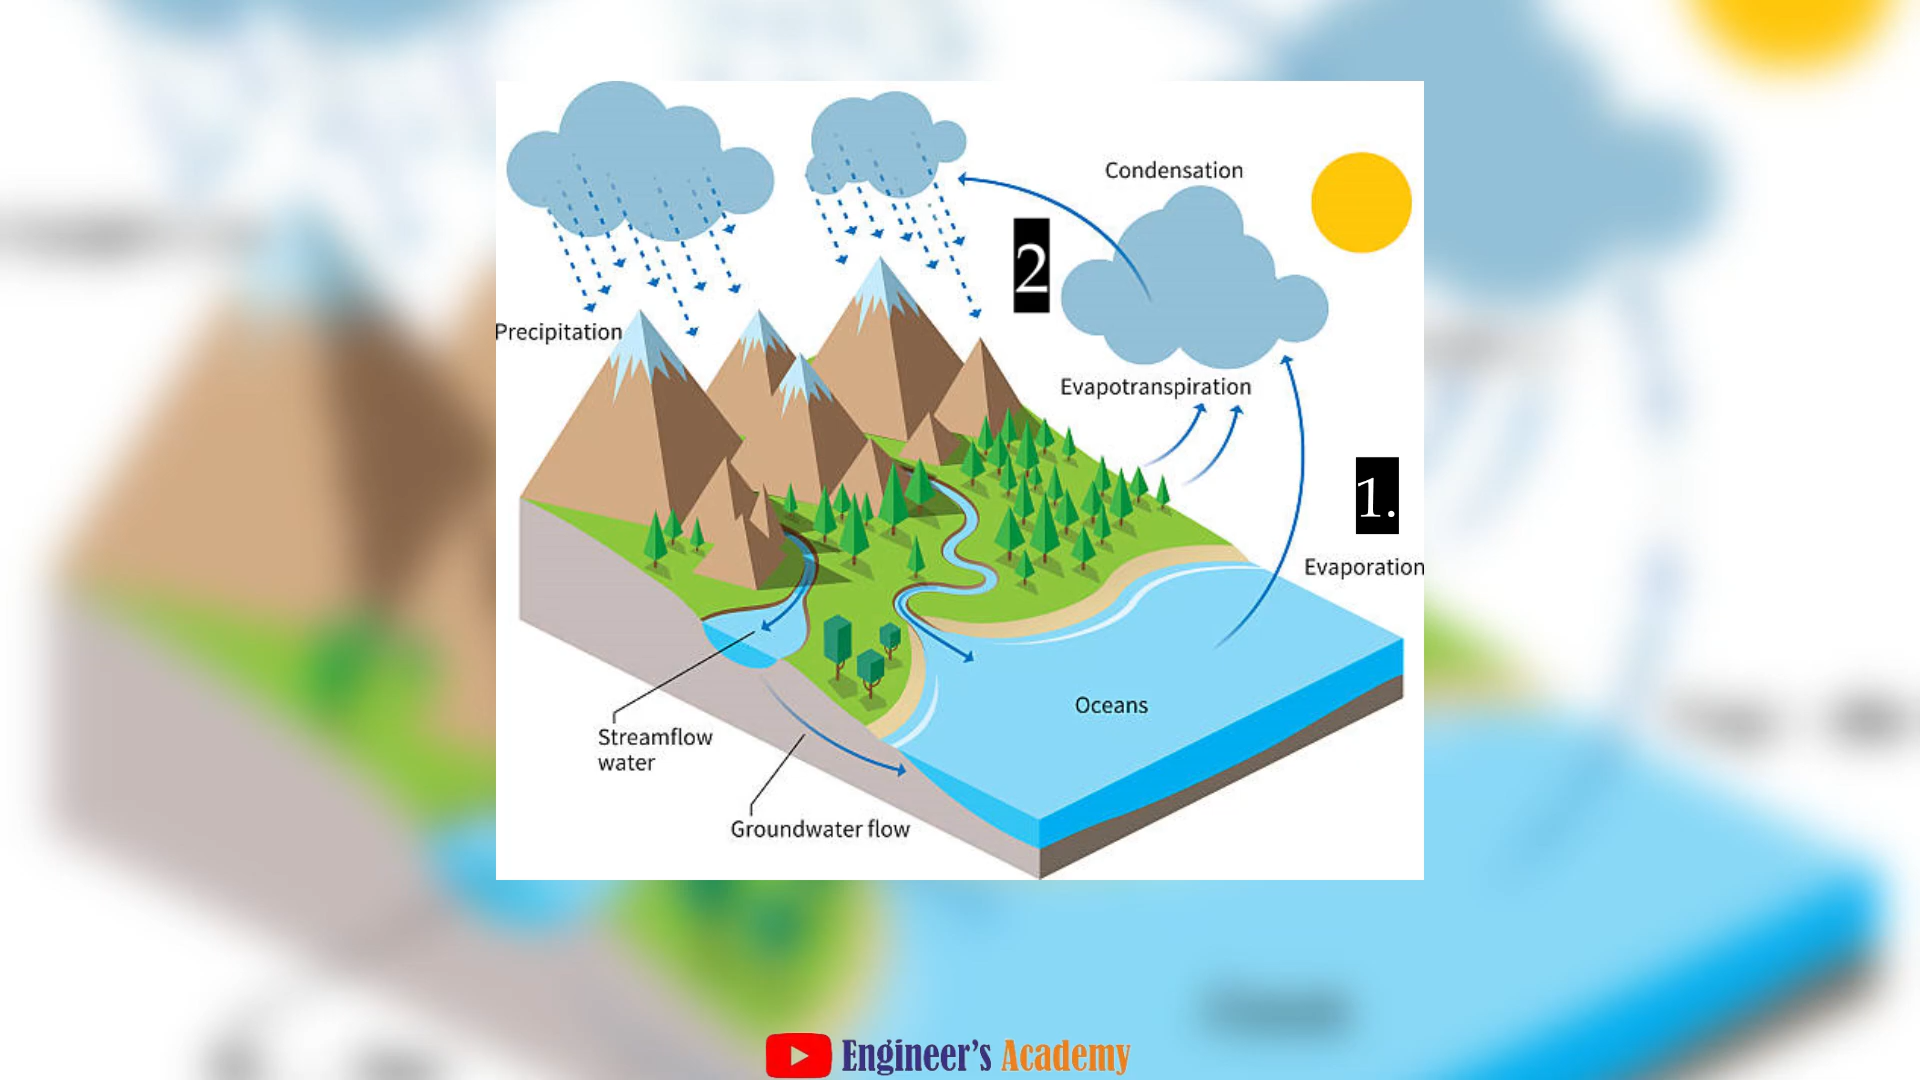 Condensation
2
Precipitation
Evapotranspiration
1.
Evaporation
Oceans
Streamflow
water
Groundwater flow
Engineer's Academy